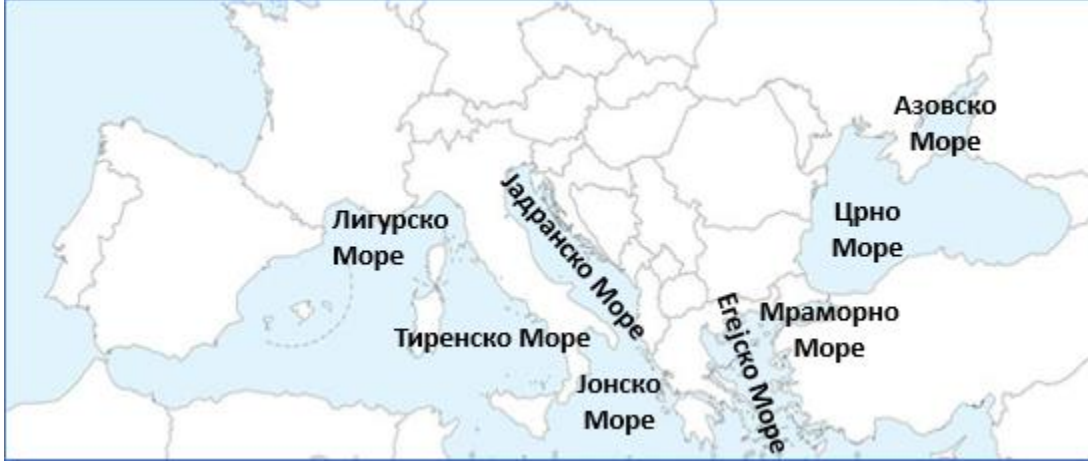 Азовско
Море
Јадранско Море
Лигурско
Море
Црно
Море
Егејско Море
Мраморно
Море
Тиренско Море
Јонско
Море